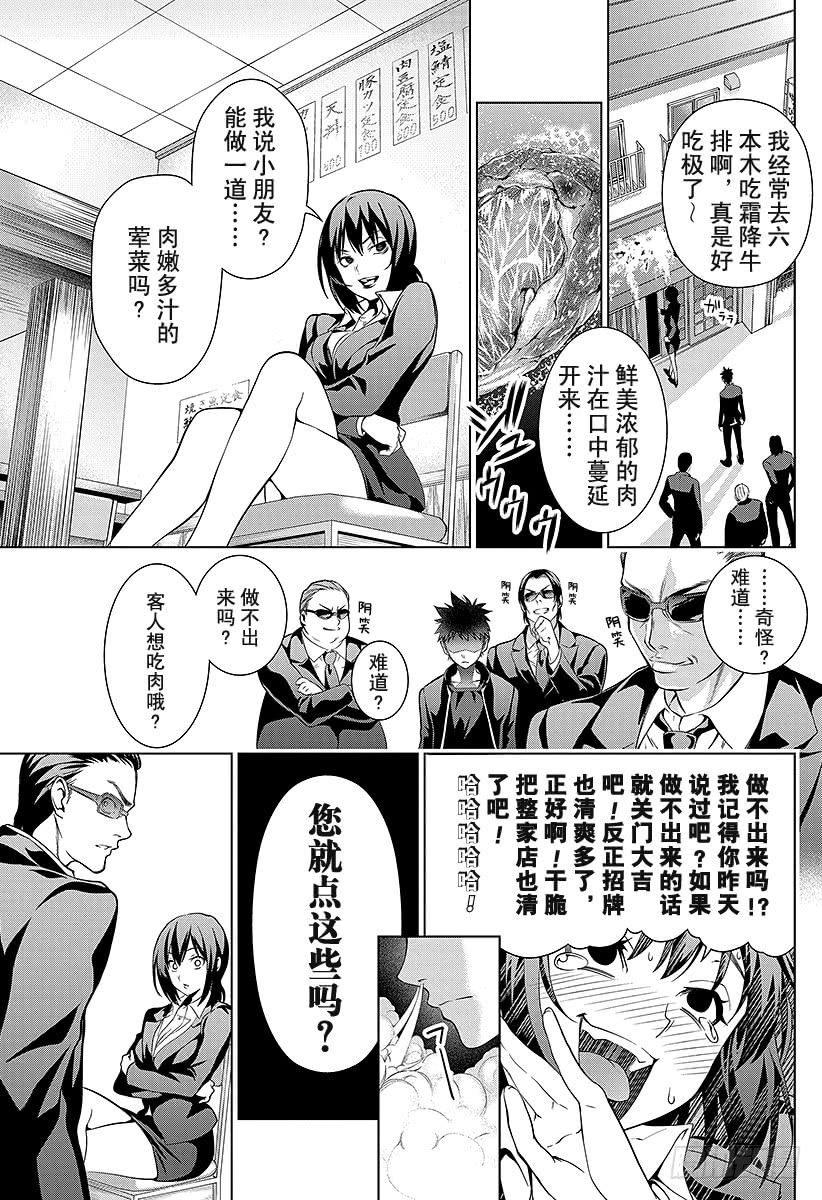 我经常去六
本木吃霜降牛
排啊，真是好
吃极了～
ガララ
鲜美浓郁的肉
汁在口中蔓延
开来……
塩鯖定食
600
肉豆腐定食
600
豚カツ定食
700
天丼
500
我说小朋友？
能做一道……
肉嫩多汁的
荤菜吗？
……奇怪？
难道……
阴笑
阴笑
阴笑
阴笑
难道？
做不出
来吗？
客人想吃肉哦？
做不出来吗！？
我记得你昨天
说过吧？如果
做不出来的话
就关门大吉
吧！反正招牌
也清爽多了，
正好啊！干脆
把整家店也清
了吧！
哈哈哈哈哈！
您就点这些吗？